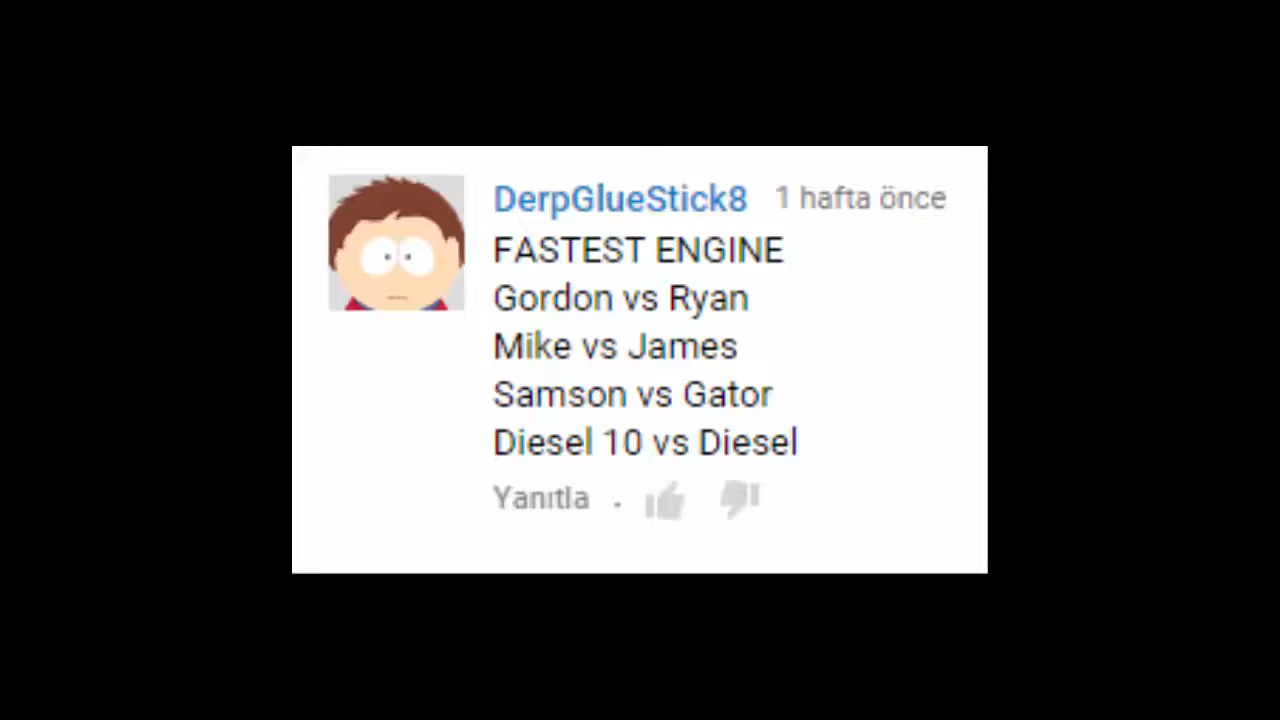 DerpGlueStick8 1 hafta önce
FASTEST ENGINE
Gordon vs Ryan
Mike vs James
Samson vs Gator
Diesel 10 vs Diesel
Yanıtla .